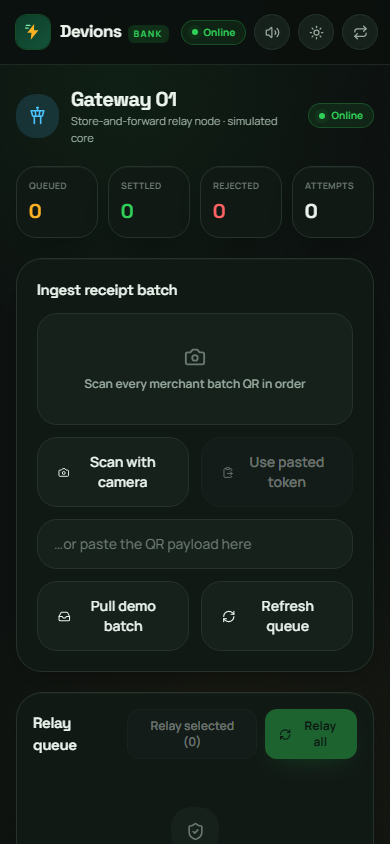 Devions BANK Online
Gateway 01
Store-and-forward relay node · simulated
core
Online
QUEUED SETTLED REJECTED ATTEMPTS
0 0 0 0
Ingest receipt batch
Scan every merchant batch QR in order
Scan with
camera
Use pasted
token
...or paste the QR payload here
Pull demo
batch
Refresh
queue
Relay
queue
Relay selected
(0)
Relay
all